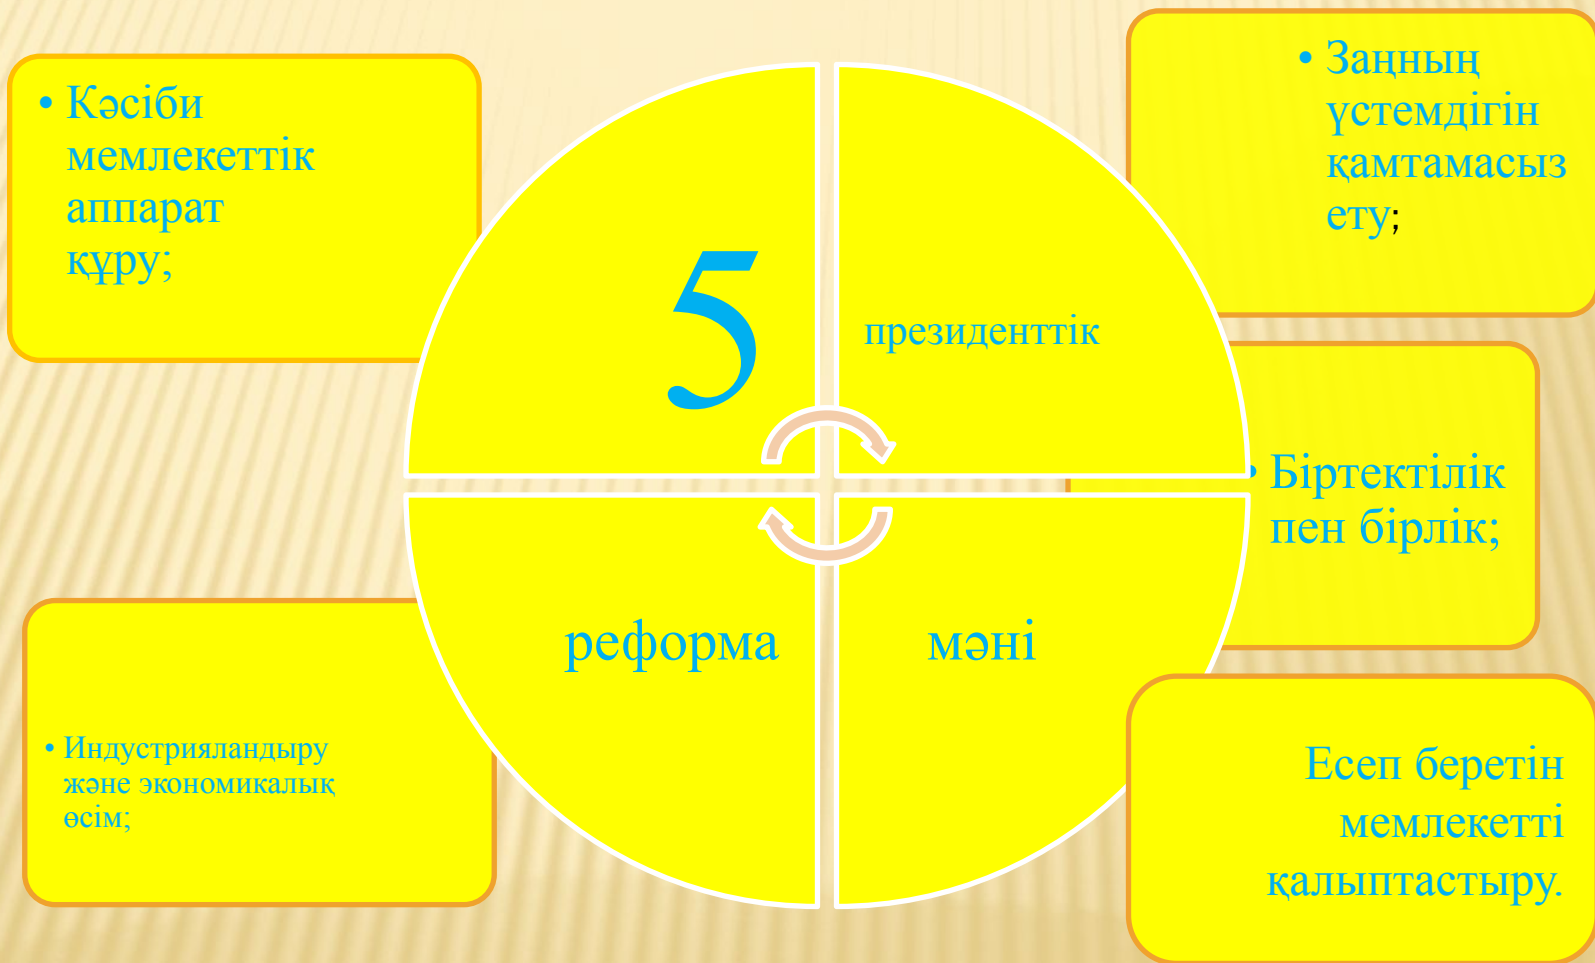 • Кәсіби
мемлекеттік
аппарат
құру;
5
президенттік
реформа
мәні
• Заңның
үстемдігін
қамтамасыз
ету;
• Біртектілік
пен бірлік;
• Индустрияландыру
және экономикалық
өсім;
Есеп беретін
мемлекетті
қалыптастыру.